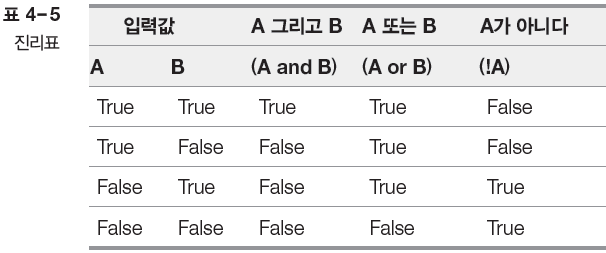 표 4-5
진리표
입력값 A 그리고 B A 또는 B A가 아니다
A B (A and B) (A or B) (!A)
True True True True False
True False False True False
False True False True True
False False False False True